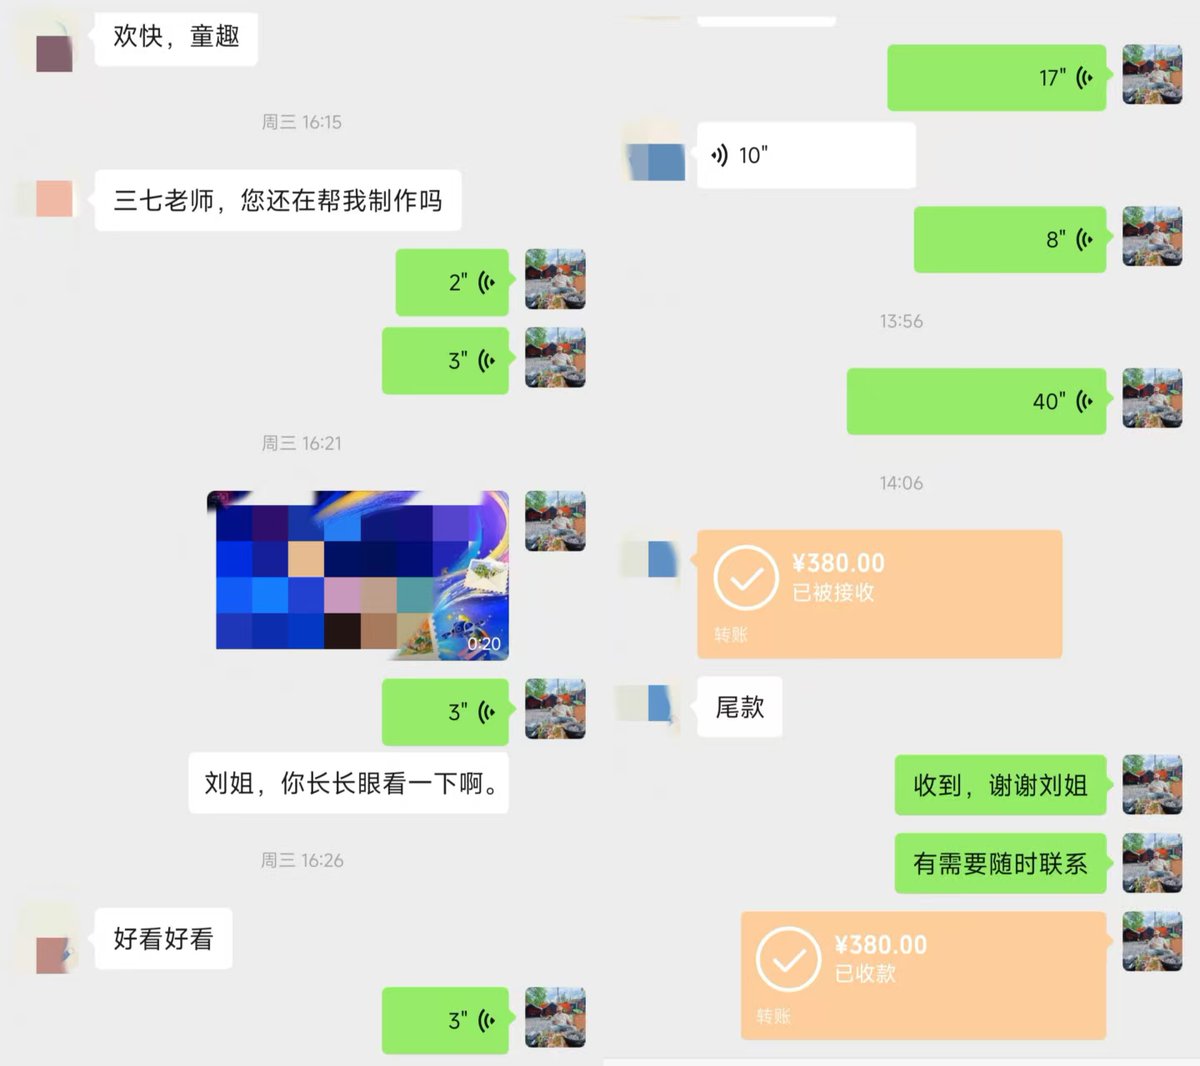 欢快，童趣
周三 16:15
三七老师，您还在帮我制作吗
2"
3"
周三 16:21
0:20
3"
刘姐，你长长眼看一下啊。
周三 16:26
好看好看
3"
17"
10"
8"
13:56
40"
14:06
¥380.00
已被接收
转账
尾款
收到，谢谢刘姐
有需要随时联系
¥380.00
已收款
转账